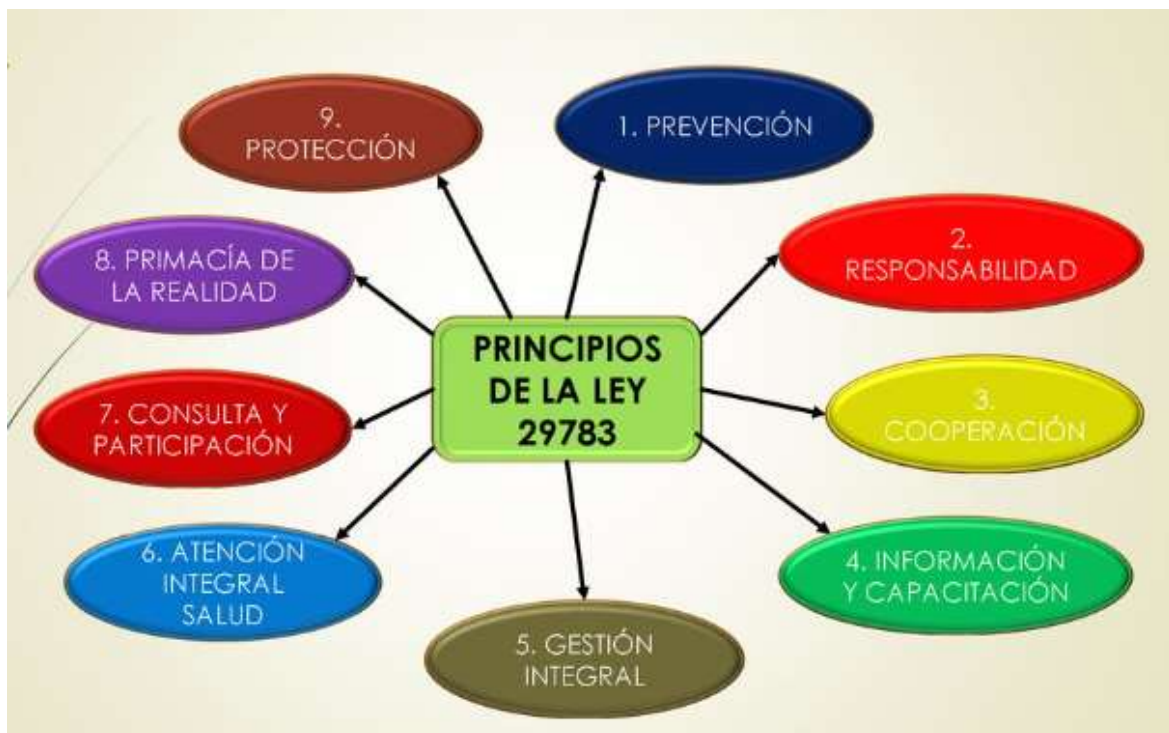 PRINCIPIOS
DE LA LEY
29783
1. PREVENCIÓN
2.
RESPONSABILIDAD
3.
COOPERACIÓN
4. INFORMACIÓN
Y CAPACITACIÓN
5. GESTIÓN
INTEGRAL
6. ATENCIÓN
INTEGRAL
SALUD
7. CONSULTA Y
PARTICIPACIÓN
8. PRIMACÍA DE
LA REALIDAD
9.
PROTECCIÓN